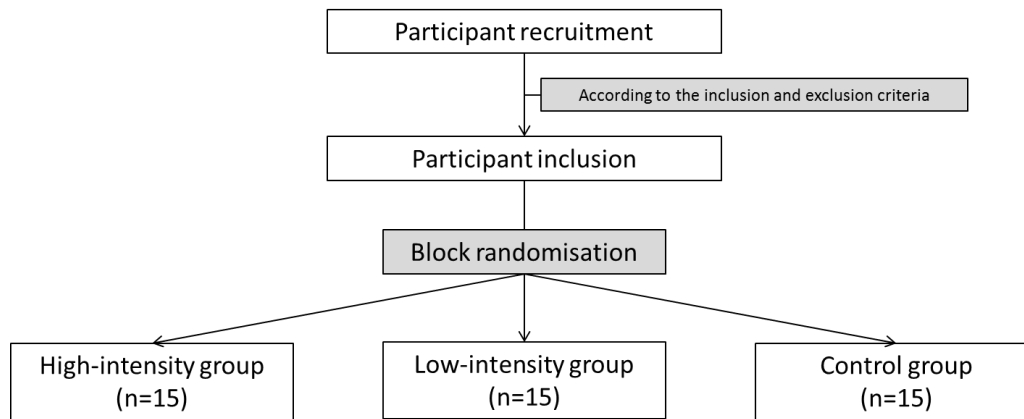 Participant recruitment
According to the inclusion and exclusion criteria
Participant inclusion
Block randomisation
High-intensity group
(n=15)
Low-intensity group
(n=15)
Control group
(n=15)